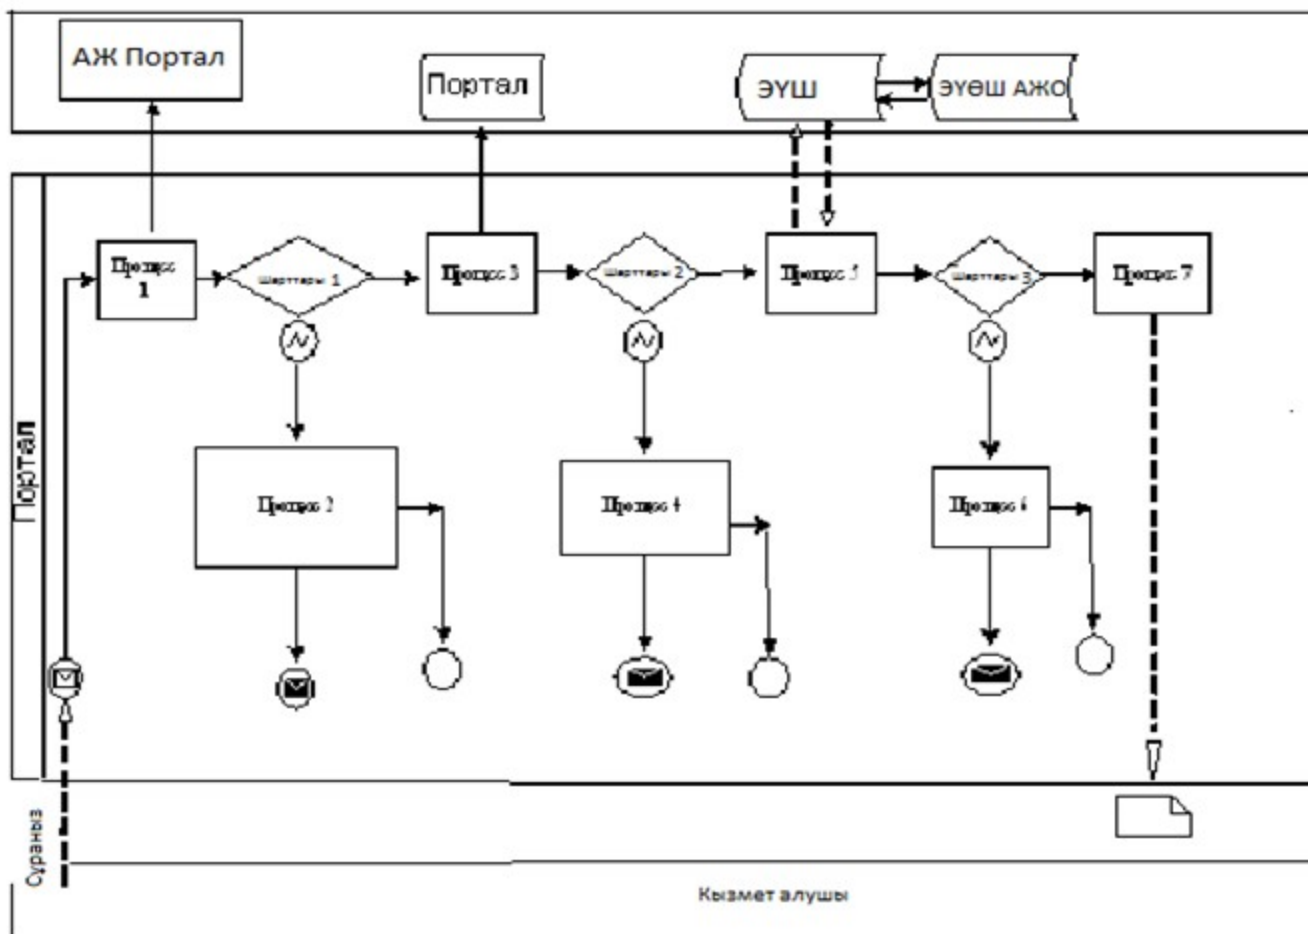 АЖ Портал
Портал
ЭҮШ
ЭҮӨШ АЖО
Процесс
1
Шарттары 1
Процесс 3
Шарттары 2
Процесс 5
Шарттары 3
Процесс 7
Портал
Процесс 2
Процесс 4
Процесс 6
Сұраныз
Кызмет алушы